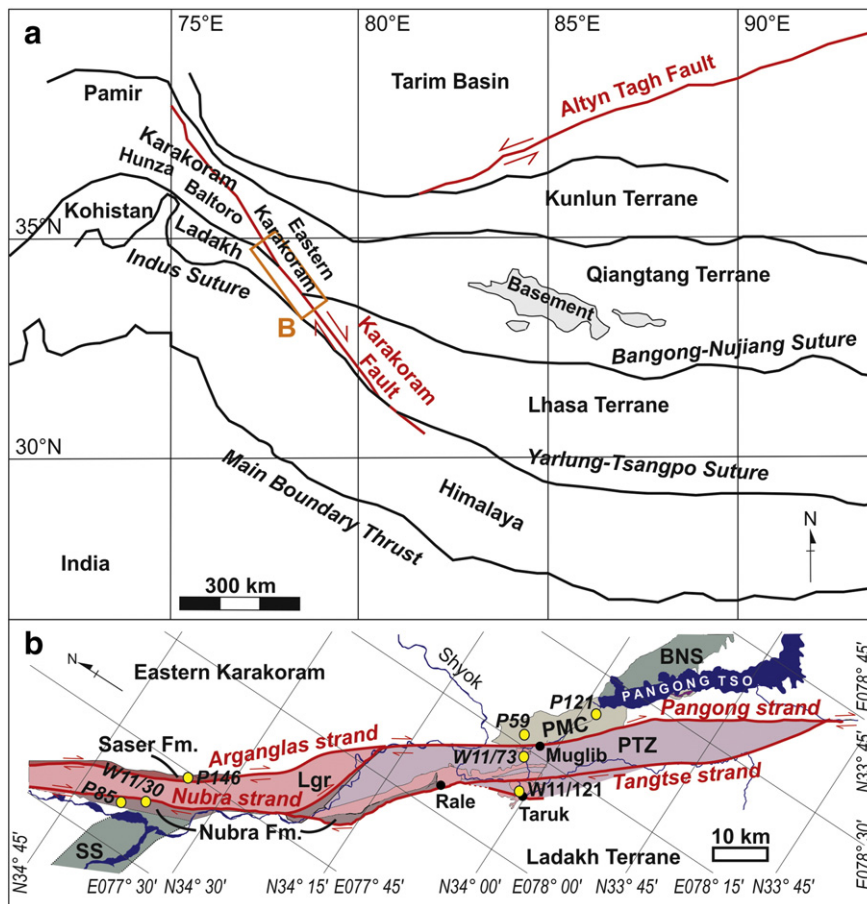 a
75°E
80°E
85°E
90°E
Pamir
Tarim Basin
Altyn Tagh Fault
Karakoram
Hunza
Baltoro
Kunlun Terrane
Kohistan
Ladakh
Karakoram
Eastern
35°N
Indus Suture
Qiangtang Terrane
Basement
B
Karakoram
Fault
Bangong-Nujiang Suture
Lhasa Terrane
30°N
Yarlung-Tsangpo Suture
Main Boundary Thrust
Himalaya
N
India
300 km
b
N
Eastern Karakoram
Shyok
BNS
E078° 45'
PANGONG TSO
P121
P59
PMC
Pangong strand
Saser Fm.
Arganglas strand
W11/30
P146
Lgr
W11/73
Muglib
PTZ
N33° 45'
P85
Nubra strand
Tangtse strand
Nubra Fm.
Rale
W11/121
Taruk
SS
10 km
E078° 30'
Ladakh Terrane
N34° 45'
E077° 30'
N34° 30'
N34° 15'
E077° 45'
N34° 00'
E078° 00'
N33° 45'
E078° 15'
N33° 45'